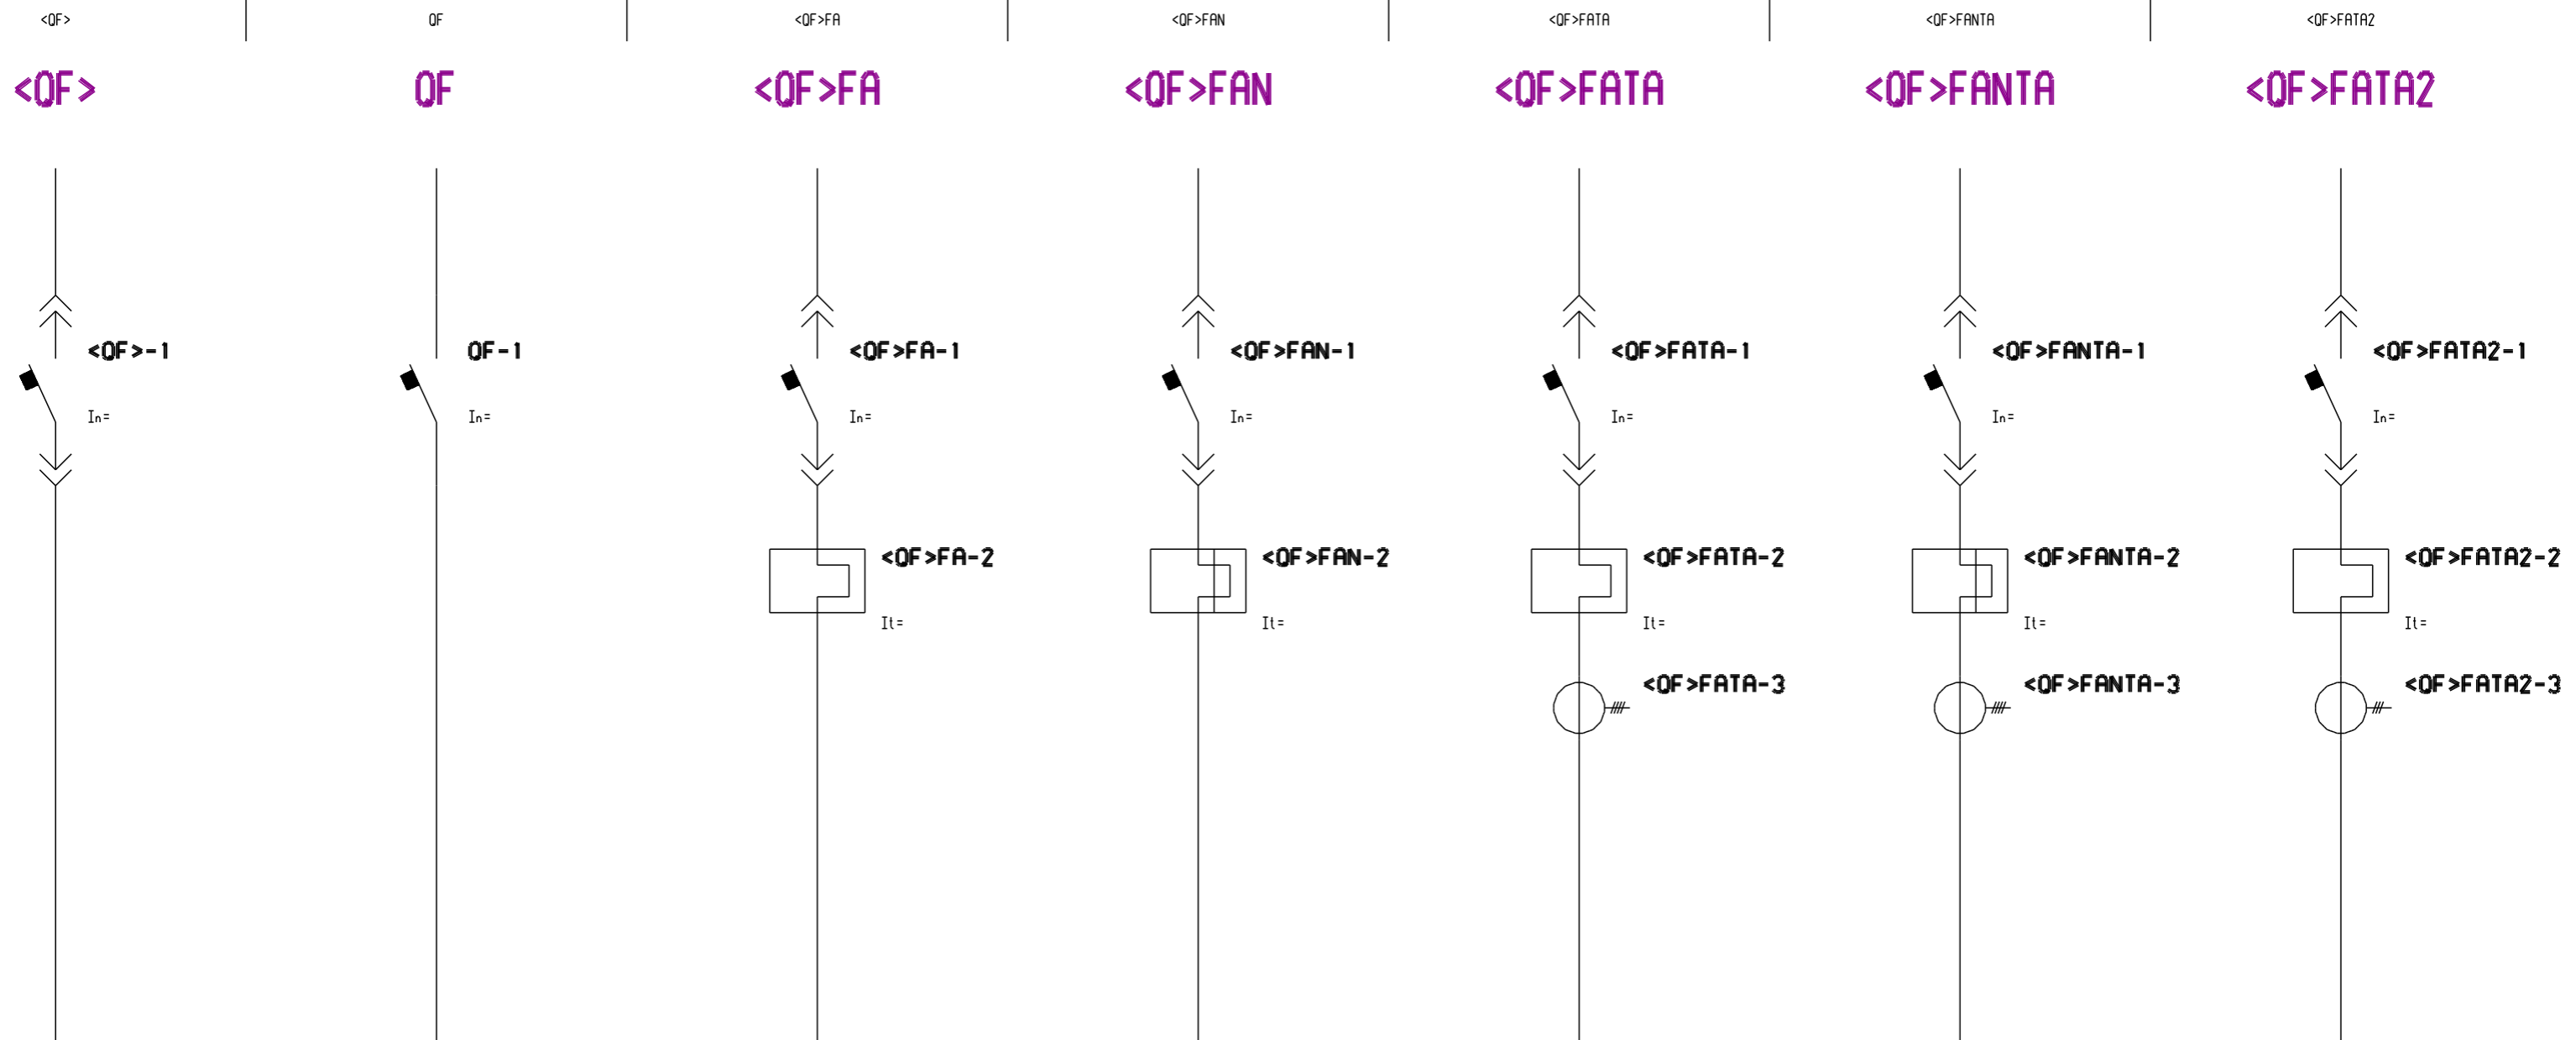 <QF>
QF
<QF>FA
<QF>FAN
<QF>FATA
<QF>FANTA
<QF>FATA2
<QF>
QF
<QF>FA
<QF>FAN
<QF>FATA
<QF>FANTA
<QF>FATA2
<QF>-1
QF-1
<QF>FA-1
<QF>FAN-1
<QF>FATA-1
<QF>FANTA-1
<QF>FATA2-1
In=
In=
In=
In=
In=
In=
In=
<QF>FA-2
<QF>FAN-2
<QF>FATA-2
<QF>FANTA-2
<QF>FATA2-2
It=
It=
It=
It=
It=
<QF>FATA-3
<QF>FANTA-3
<QF>FATA2-3